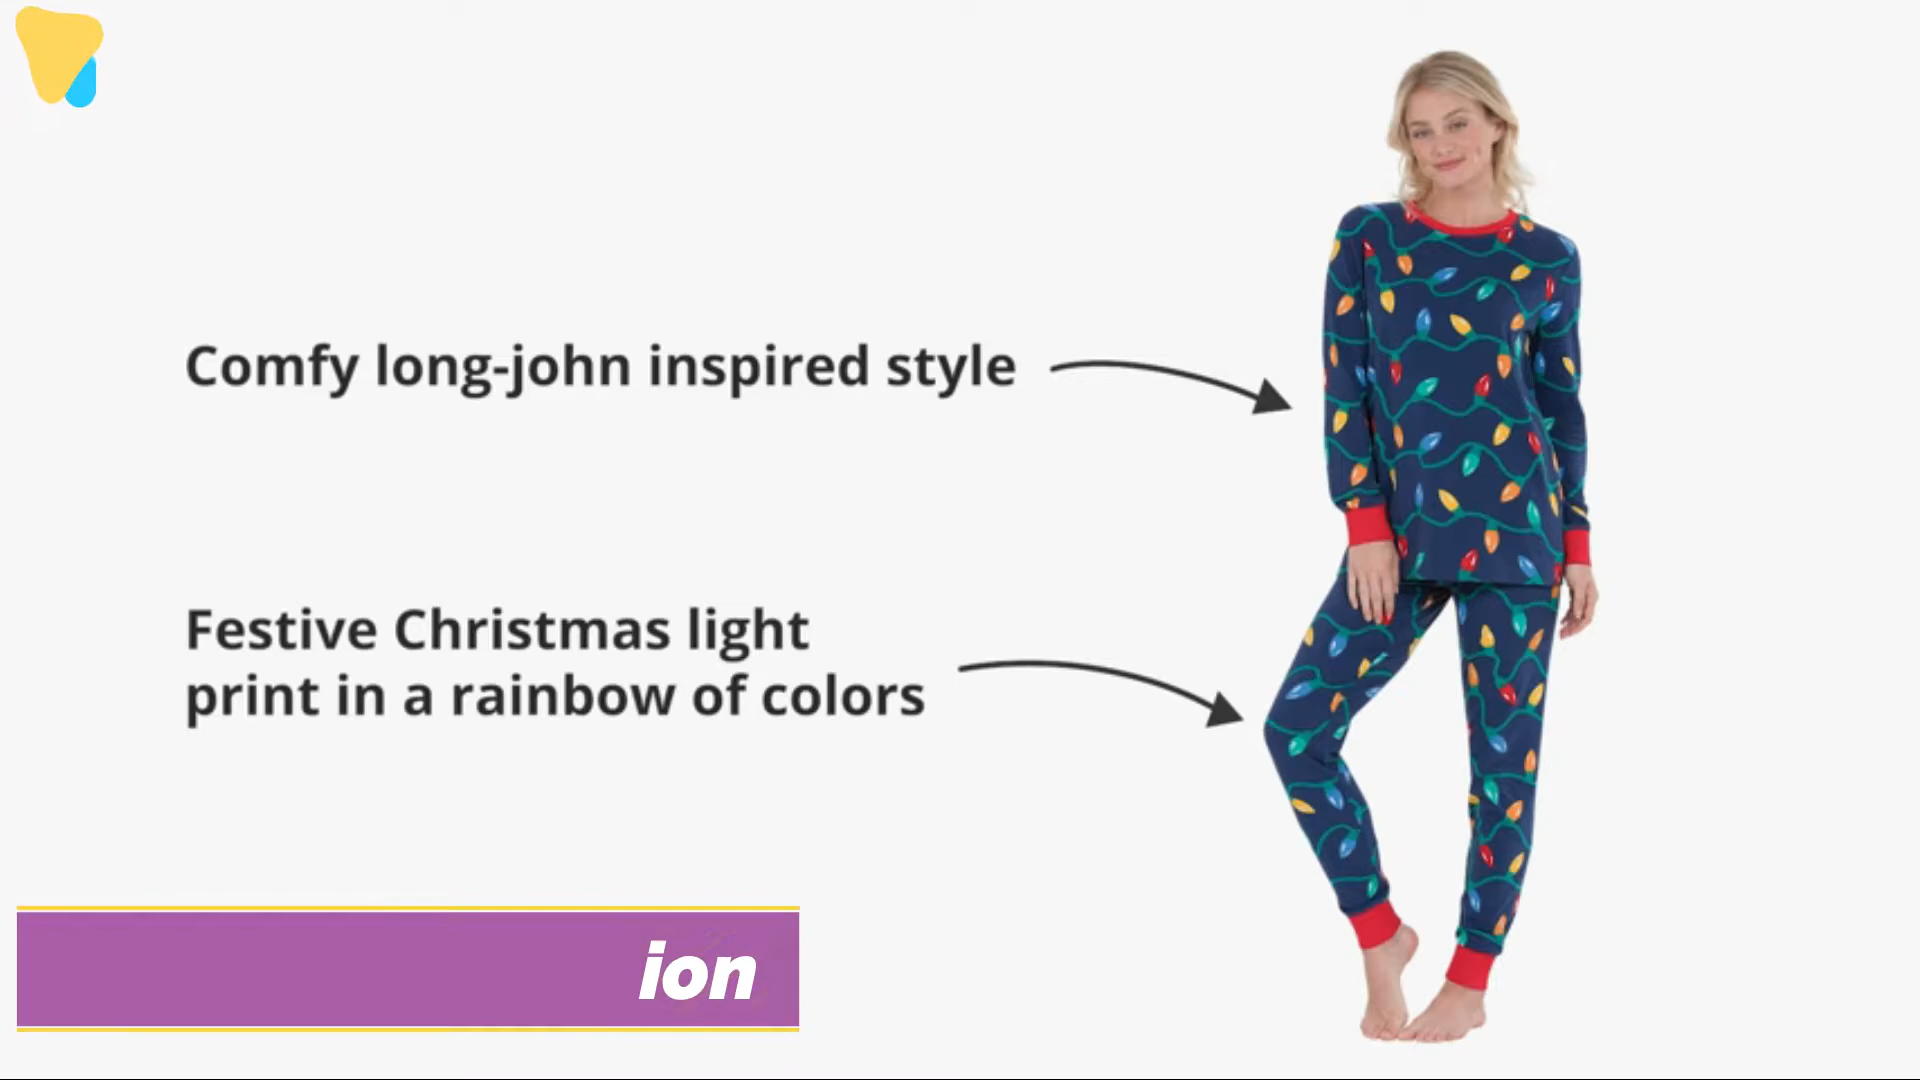 Comfy long-john inspired style
Festive Christmas light
print in a rainbow of colors
ion